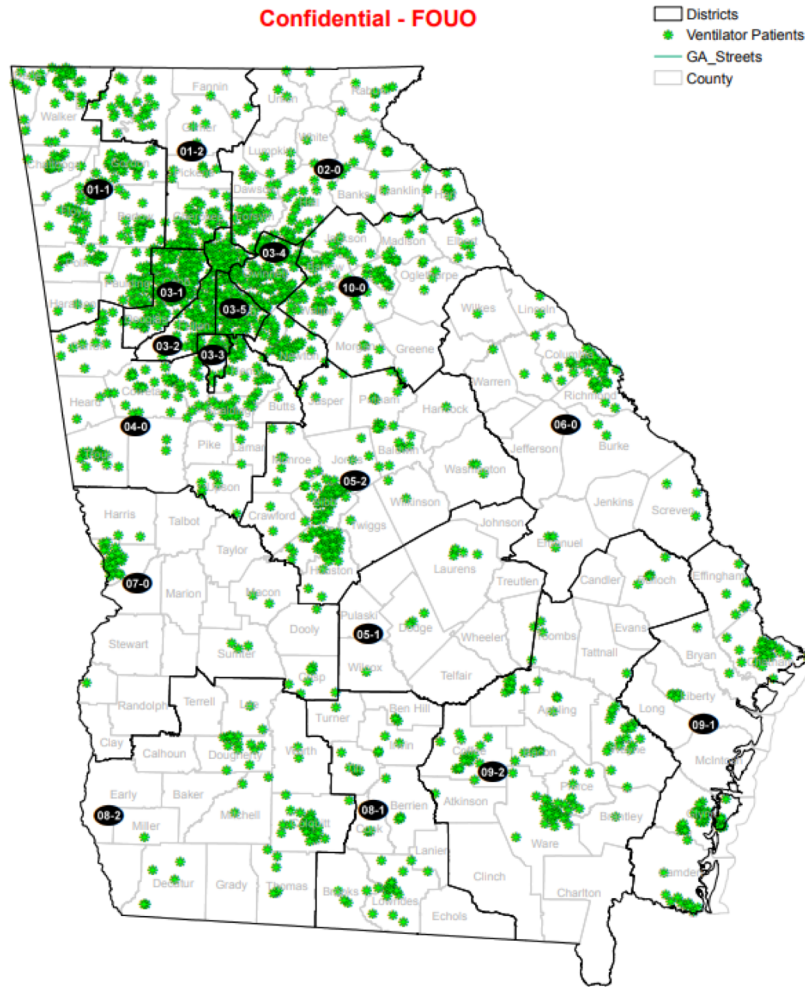 Confidential - FOUO
Districts
Ventilator Patients
GA_Streets
County
Fannin
Union
Walker
White
Lumpkin
01-2
02-0
Dawson
Banks
01-1
03-4
Jackson
Madison
Elbert
Oglethorpe
10-0
03-1
03-5
Wilkes
Lincoln
03-2
03-3
Morgan
Greene
Newton
Columbia
Warren
Richmond
Heard
Butts
Jasper
Putnam
Hancock
04-0
06-0
Pike
Lamar
Monroe
Jones
Baldwin
Jefferson
Burke
Washington
05-2
Wilkinson
Harris
Talbot
Crawford
Twiggs
Johnson
Jenkins
Screven
Taylor
Houston
Emanuel
Laurens
Treutlen
Candler
Bulloch
Effingham
07-0
Marion
Macon
Dooly
Pulaski
05-1
Dodge
Wheeler
Toombs
Evans
Tattnall
Bryan
Stewart
Sumter
Wilcox
Telfair
Crisp
Liberty
Long
09-1
Randolph
Terrell
Lee
Turner
Ben Hill
Appling
Clay
Calhoun
Dougherty
Worth
Irwin
Coffee
Wayne
McIntosh
09-2
Early
Baker
Atkinson
Pierce
08-2
Miller
Mitchell
08-1
Berrien
Cook
Brantley
Lanier
Ware
Clinch
Camden
Decatur
Grady
Thomas
Brooks
Lowndes
Echols
Charlton